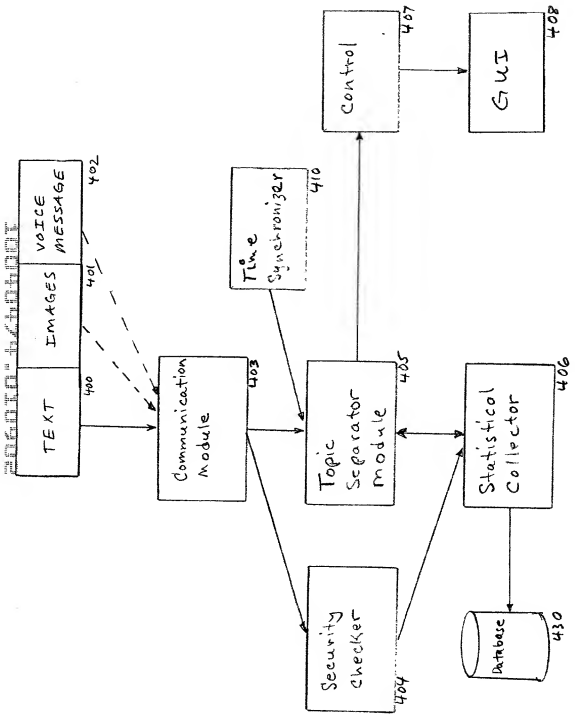 TEXT
400
IMAGES
401
VOICE
MESSAGE
402
Communication
Module
403
Time
Synchronizer
410
Security
Checker
404
Topic
Separator
Module
405
Control
407
Database
430
Statistical
Collector
406
GUI
408